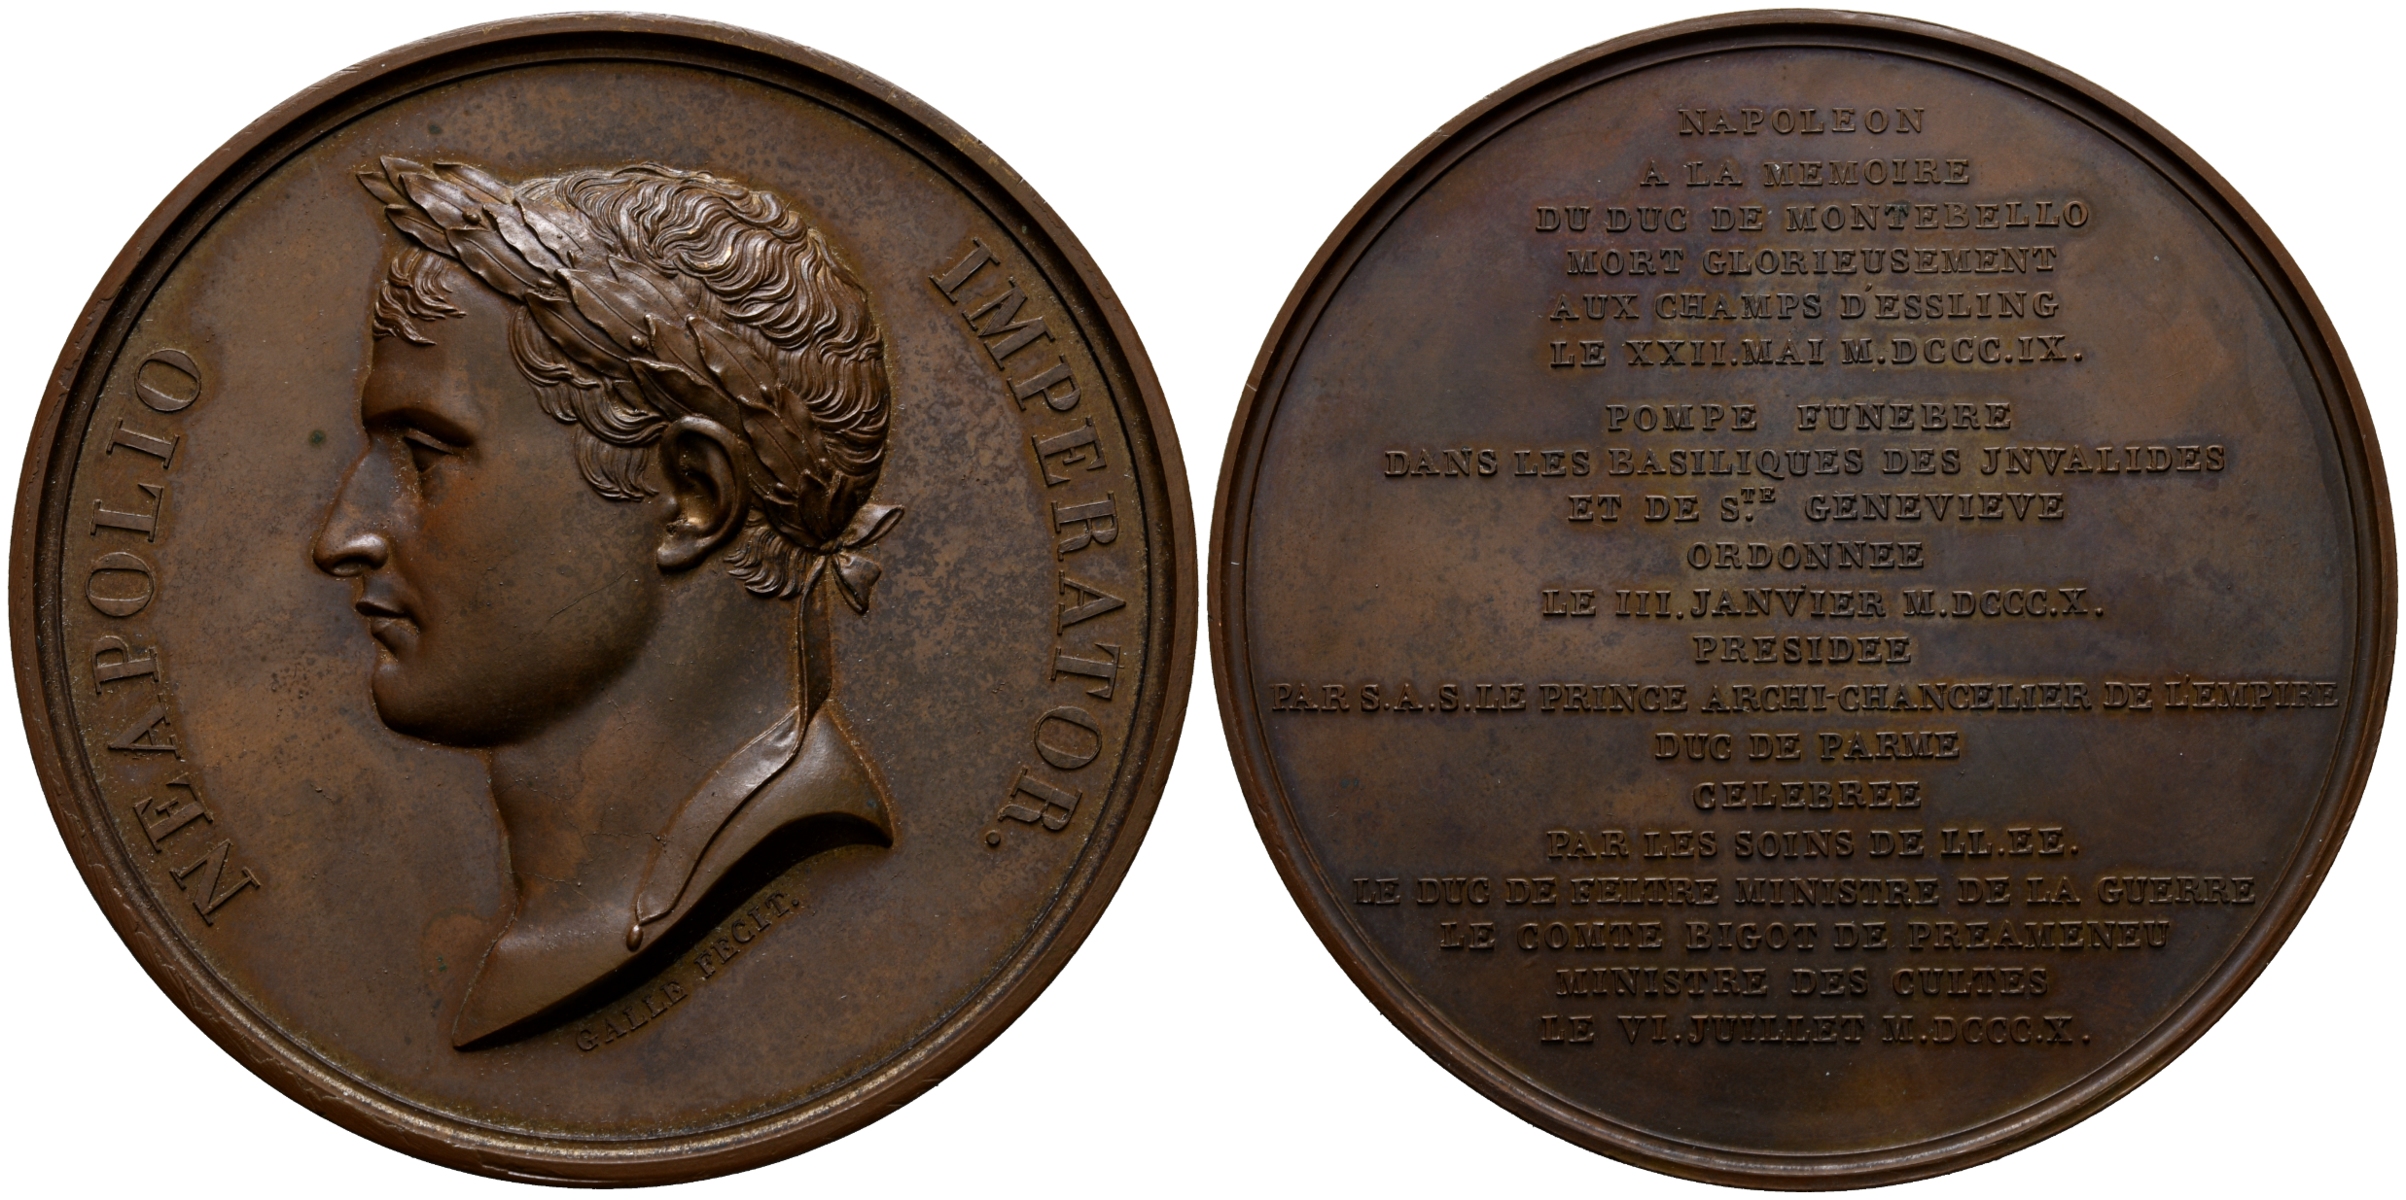 NEAPOLIO IMPERATOR.
GALLE FECIT.
NAPOLEON
A LA MEMOIRE
DU DUC DE MONTEBELLO
MORT GLORIEUSEMENT
AUX CHAMPS D'ESSLING
LE XXII.MAI M.DCCC.IX.
POMPE FUNEBRE
DANS LES BASILIQUES DES JNVALIDES
ET DE S.TE GENEVIEVE
ORDONNEE
LE III.JANVIER M.DCCC.X.
PRESIDEE
PAR S.A.S.LE PRINCE ARCHI-CHANCELIER DE L'EMPIRE
DUC DE PARME
CELEBREE
PAR LES SOINS DE LL.EE.
LE DUC DE FELTRE MINISTRE DE LA GUERRE
LE COMTE BIGOT DE PREAMENEU
MINISTRE DES CULTES
LE VI.JUILLET M.DCCC.X.